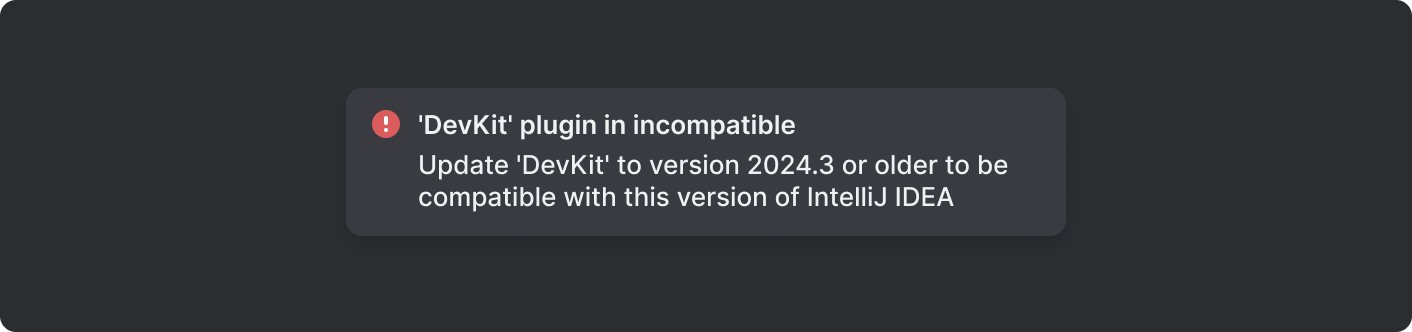 'DevKit' plugin in incompatible
Update 'DevKit' to version 2024.3 or older to be
compatible with this version of IntelliJ IDEA